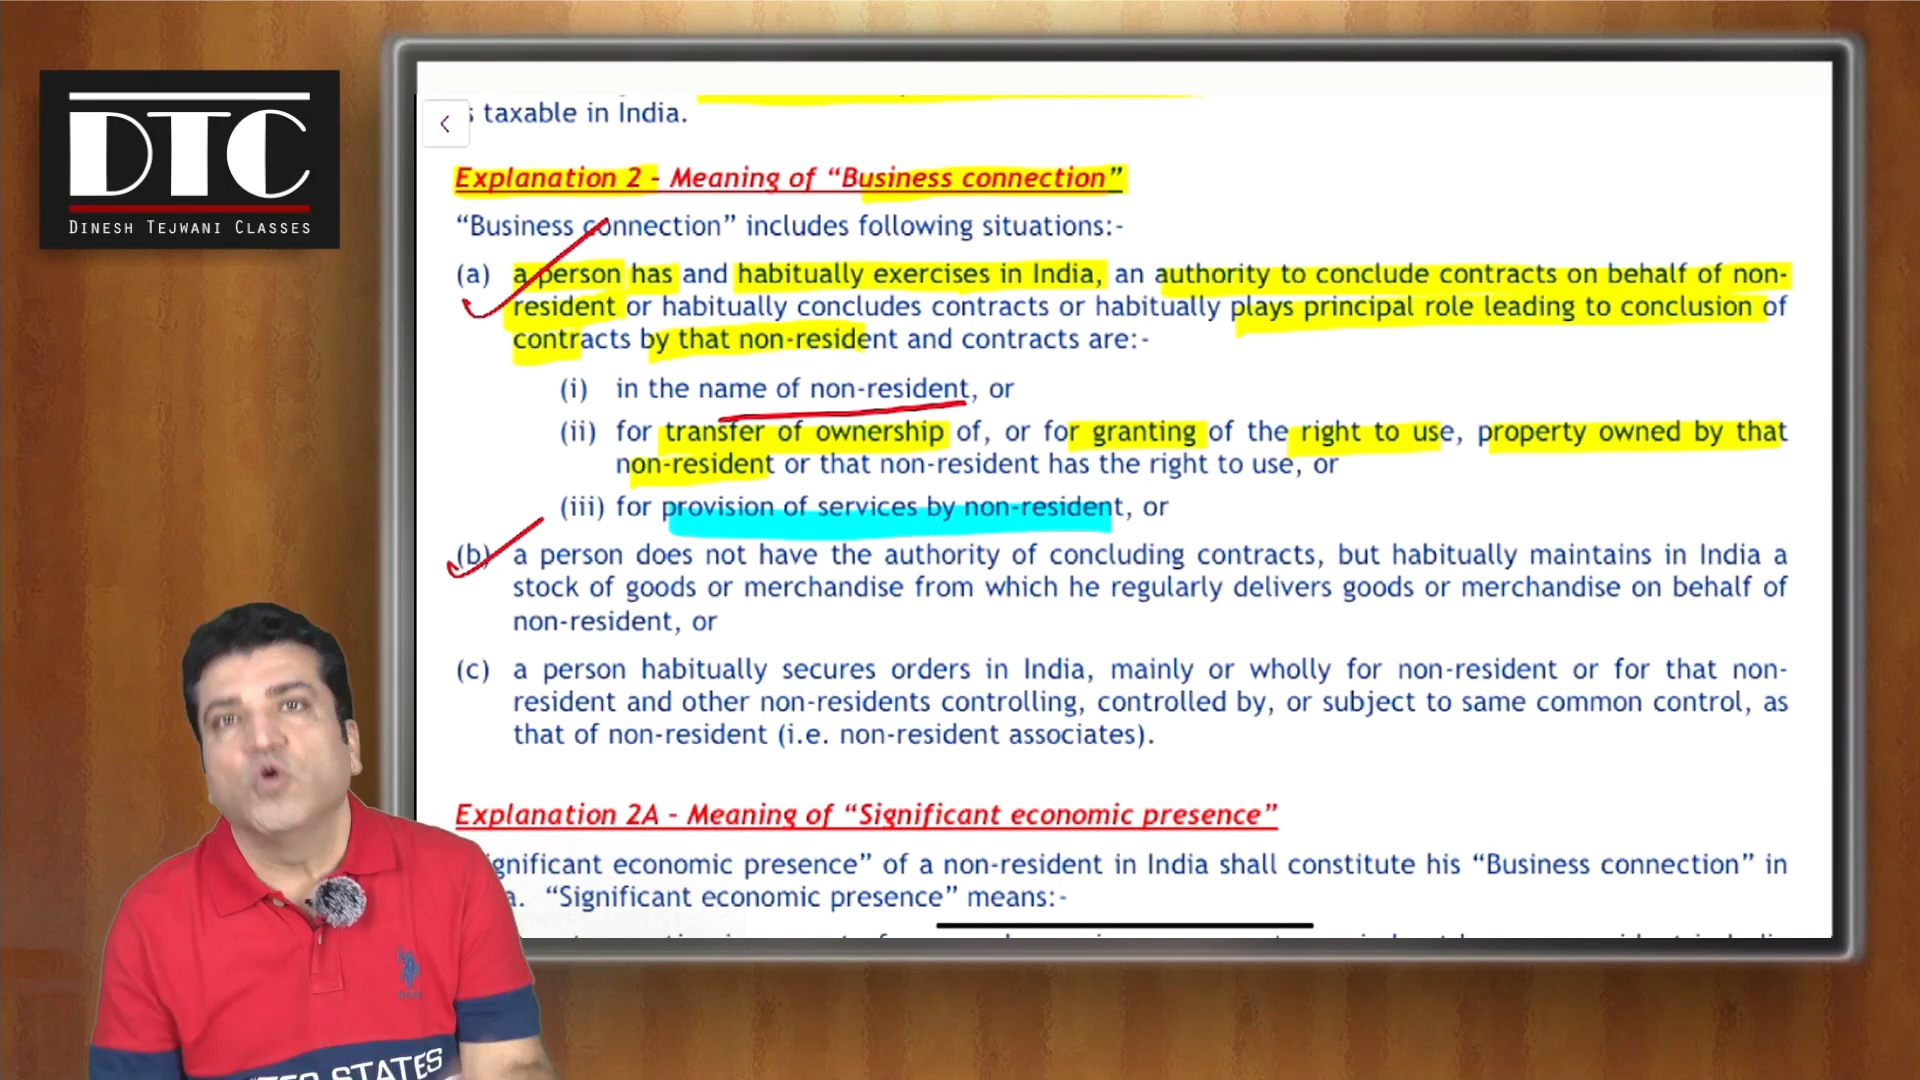 DTC
DINESH TEJWANI CLASSES
taxable in India.
Explanation 2 – Meaning of “Business connection”
“Business connection” includes following situations:-
(a) a person has and habitually exercises in India, an authority to conclude contracts on behalf of non-
resident or habitually concludes contracts or habitually plays principal role leading to conclusion of
contracts by that non-resident and contracts are:-
(i) in the name of non-resident, or
(ii) for transfer of ownership of, or for granting of the right to use, property owned by that
non-resident or that non-resident has the right to use, or
(iii) for provision of services by non-resident, or
(b) a person does not have the authority of concluding contracts, but habitually maintains in India a
stock of goods or merchandise from which he regularly delivers goods or merchandise on behalf of
non-resident, or
(c) a person habitually secures orders in India, mainly or wholly for non-resident or for that non-
resident and other non-residents controlling, controlled by, or subject to same common control, as
that of non-resident (i.e. non-resident associates).
Explanation 2A – Meaning of “Significant economic presence”
economic presence” of a non-resident in India shall constitute his “Business connection” in
“Significant economic presence” means:-
STATES